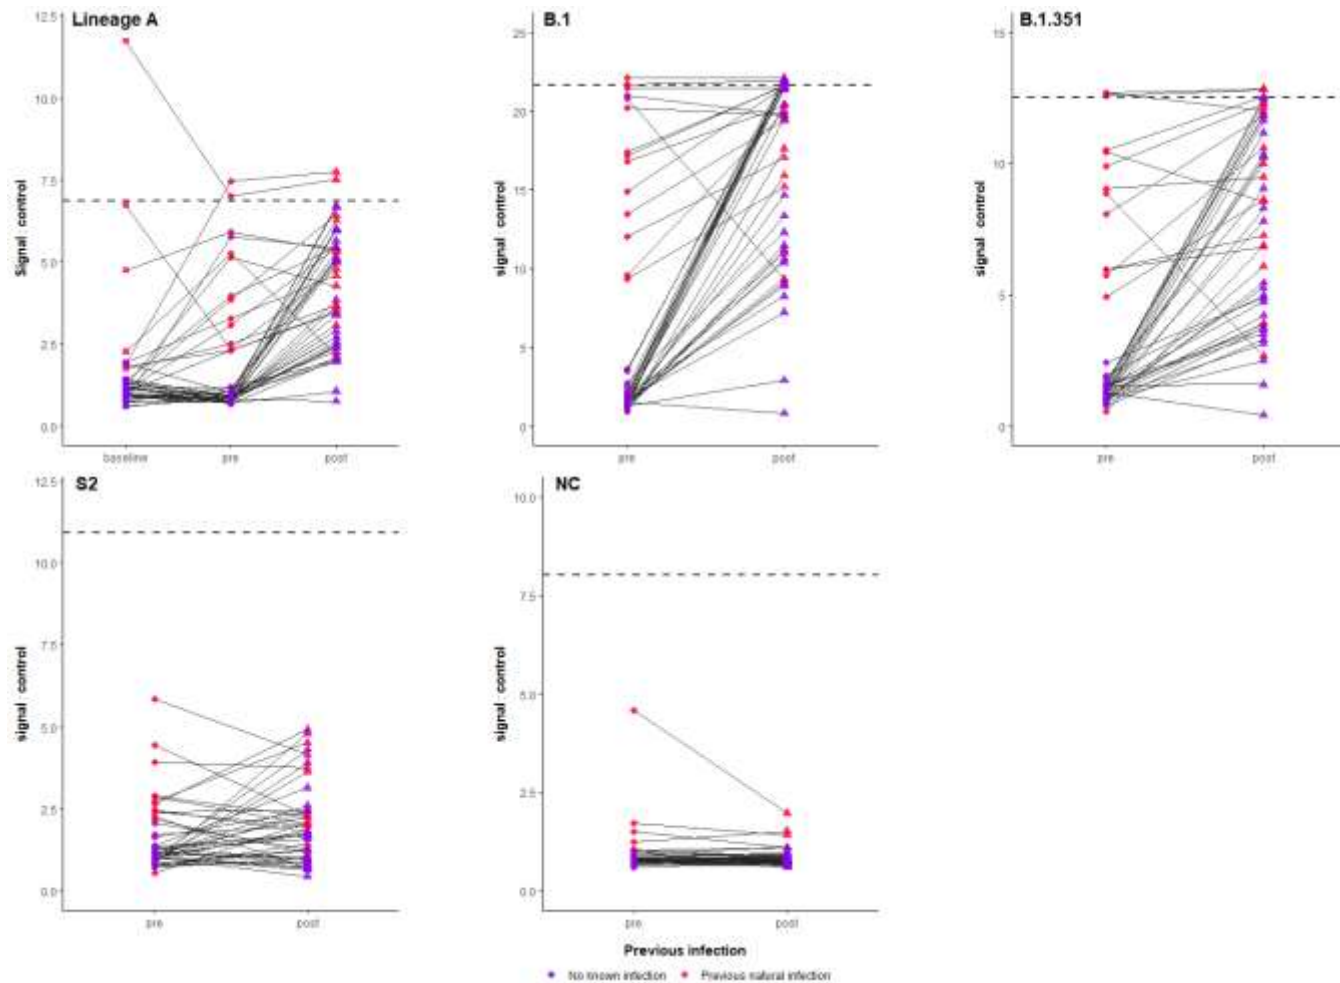 Lineage A
12.5
10.0
7.5
5.0
2.5
0.0
Signal control
baseline
pre
post
B.1
25
20
15
10
5
0
signal control
pre
post
B.1.351
15
10
5
0
signal control
pre
post
S2
12.5
10.0
7.5
5.0
2.5
0.0
signal control
pre
post
NC
10.0
7.5
5.0
2.5
0.0
signal control
pre
post
Previous infection
No known infection
Previous natural infection